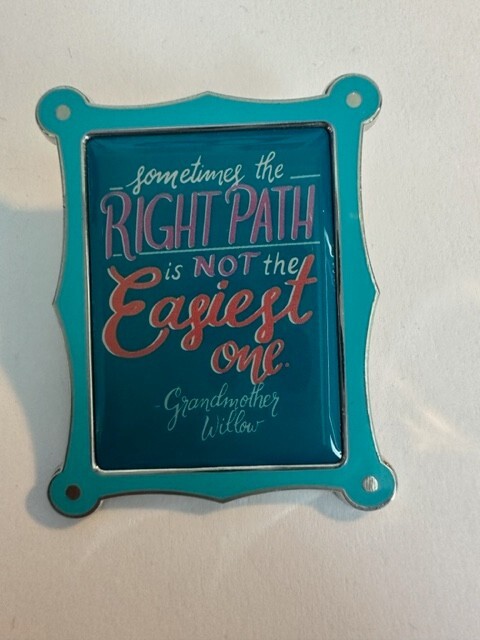 sometimes the
RIGHT PATH
is NOT the
Easiest
one.
-Grandmother
Willow